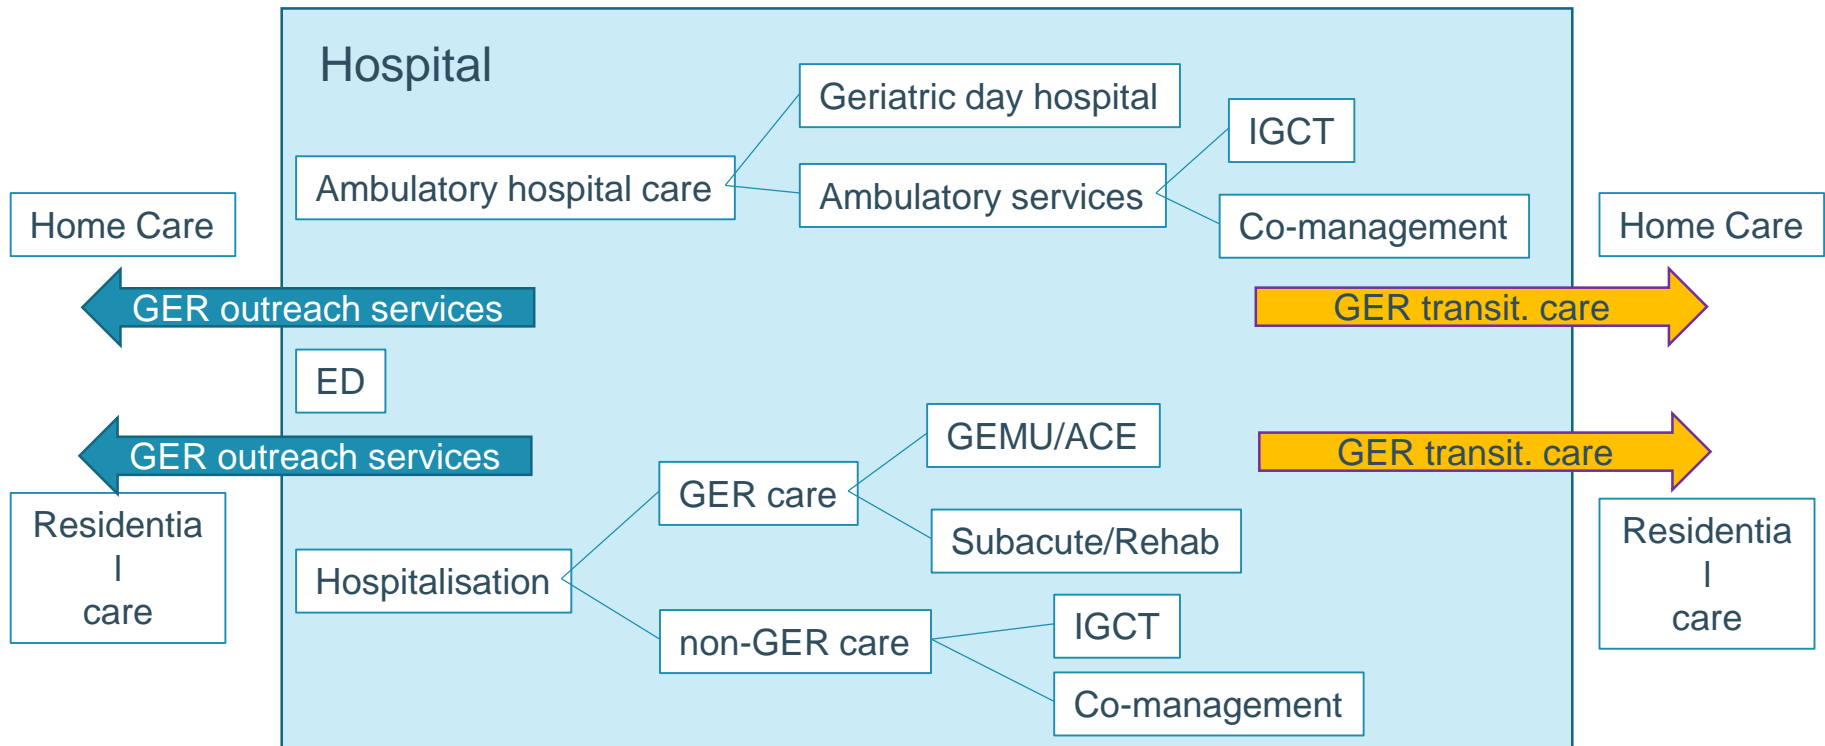 Hospital
Geriatric day hospital
IGCT
Ambulatory hospital care
Ambulatory services
Home Care
Co-management
Home Care
GER outreach services
GER transit. care
ED
GEMU/ACE
GER outreach services
GER transit. care
GER care
Residentia
l
care
Subacute/Rehab
Residentia
l
care
Hospitalisation
IGCT
non-GER care
Co-management